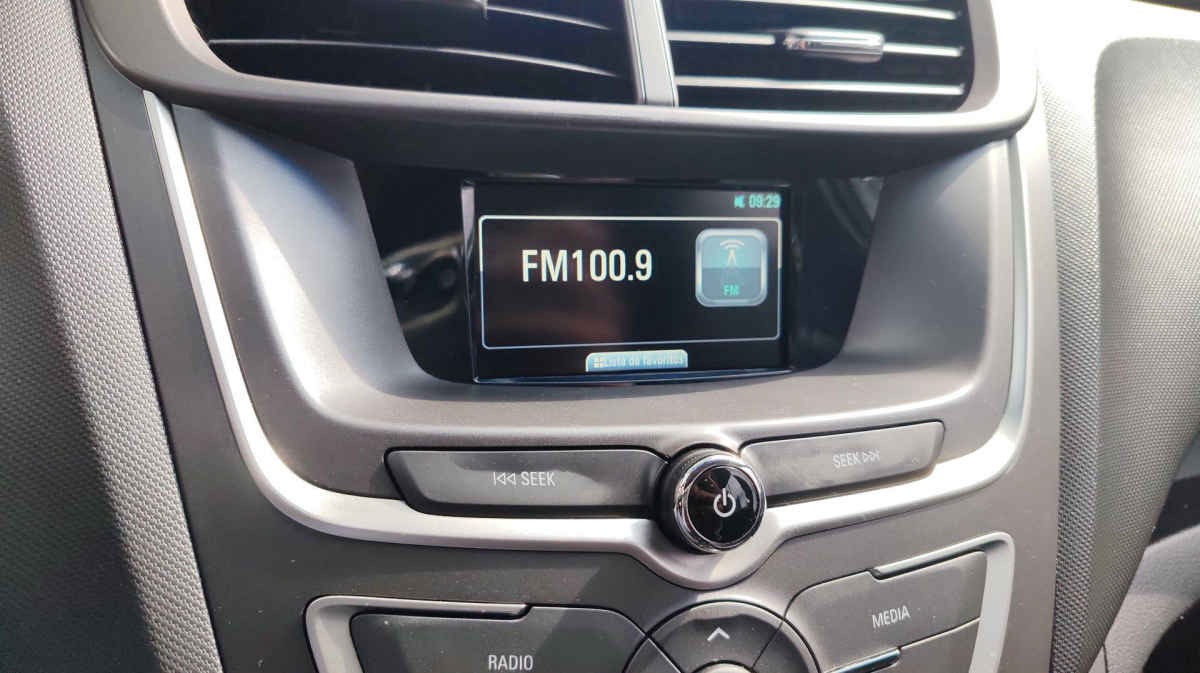 09:29
FM100.9
FM
Lista de favoritos
SEEK
SEEK
MEDIA
RADIO